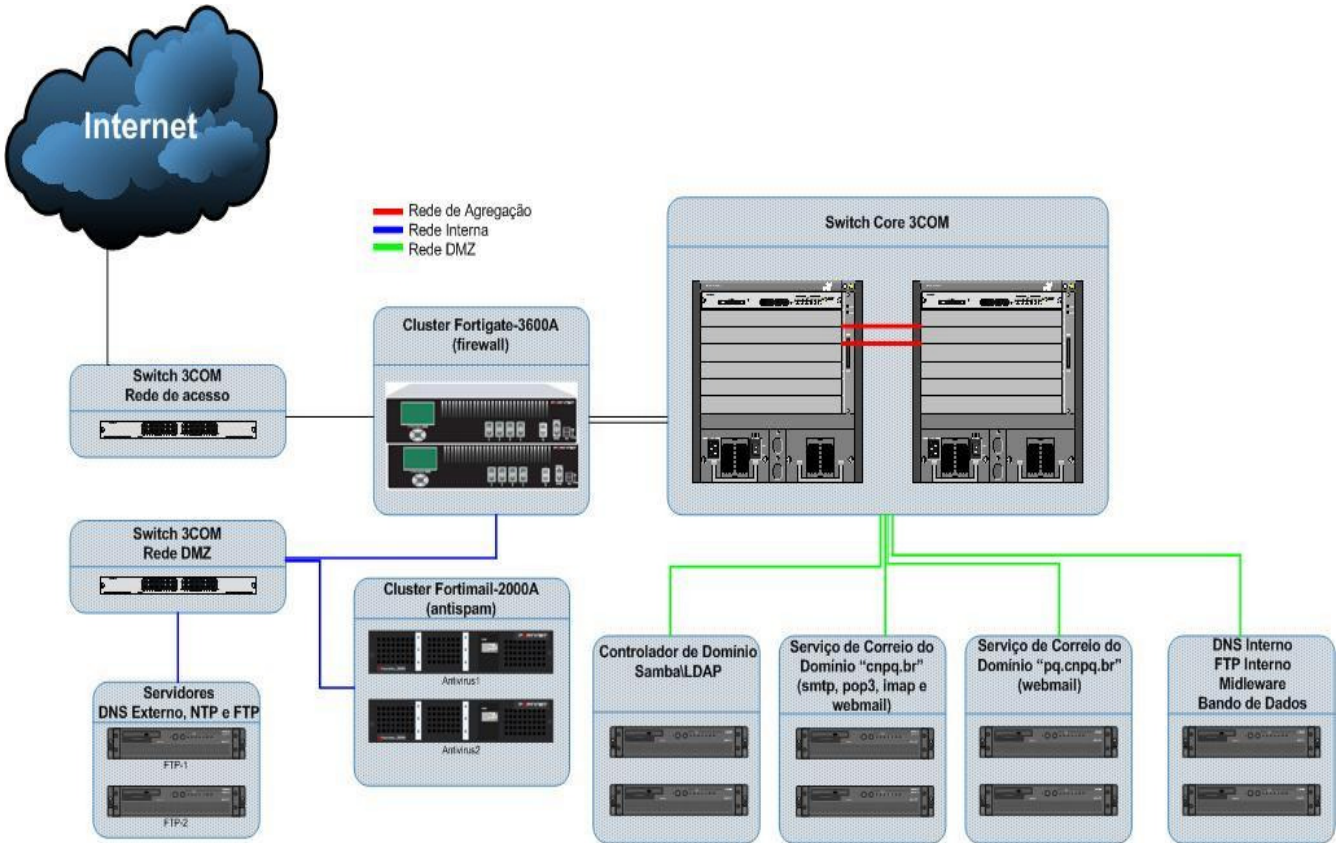 Internet
Rede de Agregação
Rede Interna
Rede DMZ
Switch Core 3COM
Cluster Fortigate-3600A
(firewall)
Switch 3COM
Rede de acesso
Switch 3COM
Rede DMZ
Cluster Fortimail-2000A
(antispam)
Antivirus1
Antivirus2
Servidores
DNS Externo, NTP e FTP
FTP-1
FTP-2
Controlador de Domínio
Samba\LDAP
Serviço de Correio do
Domínio "cnpq.br"
(smtp, pop3, imap e
webmail)
Serviço de Correio do
Domínio "pq.cnpq.br"
(webmail)
DNS Interno
FTP Interno
Midleware
Bando de Dados